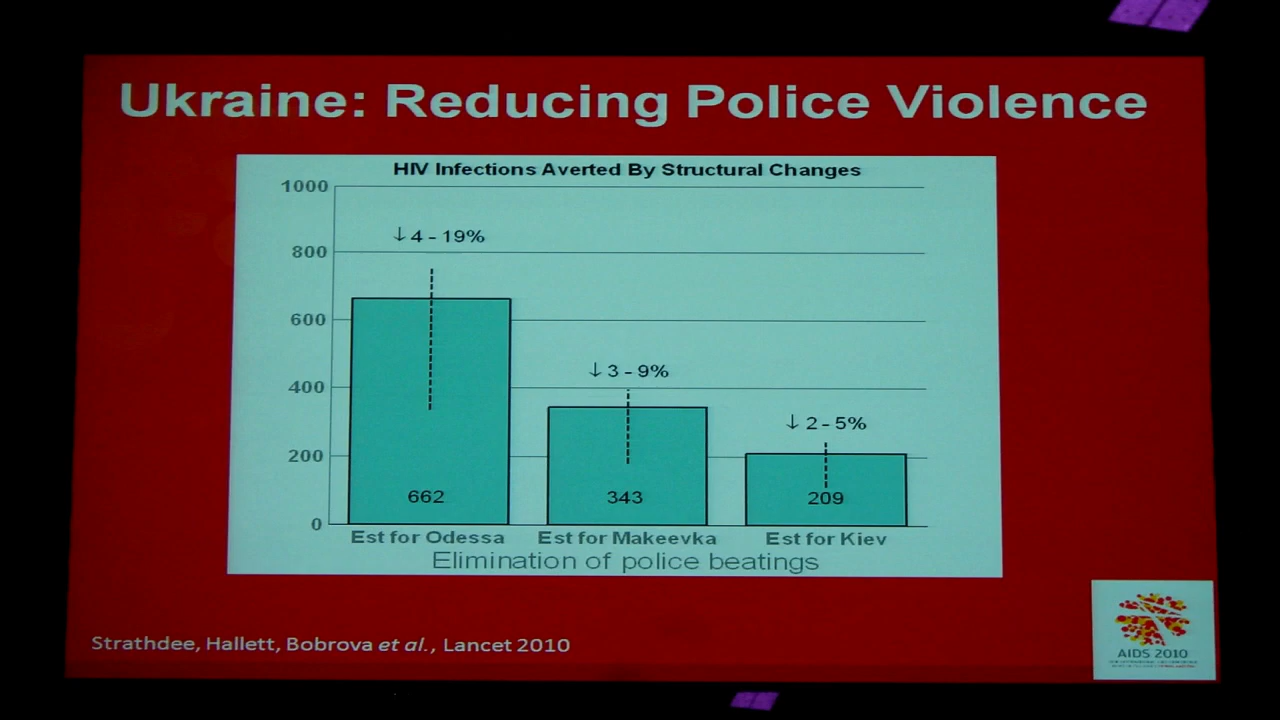 Ukraine: Reducing Police Violence
HIV Infections Averted By Structural Changes
1000
↓ 4 - 19%
800
600
↓ 3 - 9%
400
↓ 2 - 5%
200
662
343
209
0
Est for Odessa
Est for Makeevka
Est for Kiev
Elimination of police beatings
Strathdee, Hallett, Bobrova et al., Lancet 2010
AIDS 2010